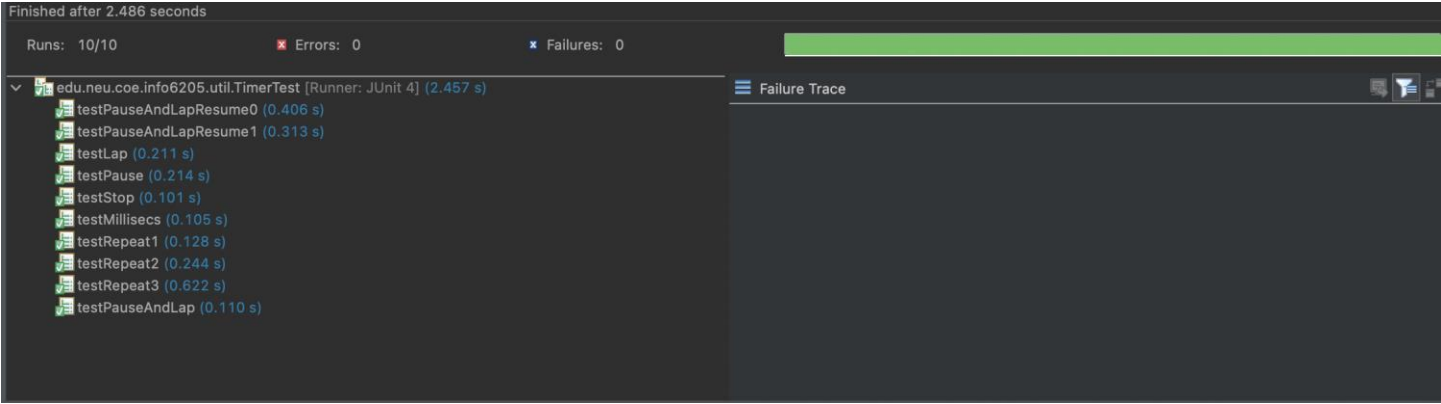 Finished after 2.486 seconds
Runs: 10/10 Errors: 0 Failures: 0
edu.neu.coe.info6205.util.TimerTest [Runner: JUnit 4] (2.457 s)
testPauseAndLapResume0 (0.406 s)
testPauseAndLapResume1 (0.313 s)
testLap (0.211 s)
testPause (0.214 s)
testStop (0.101 s)
testMillisecs (0.105 s)
testRepeat1 (0.128 s)
testRepeat2 (0.244 s)
testRepeat3 (0.622 s)
testPauseAndLap (0.110 s)
Failure Trace